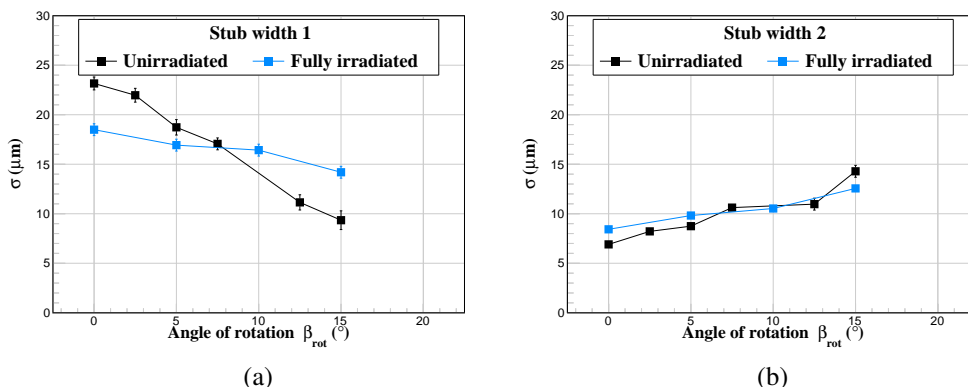 Stub width 1
Unirradiated
Fully irradiated
σ (μm)
30
25
20
15
10
5
0
0
5
10
15
20
Angle of rotation β_rot (°)
(a)
Stub width 2
Unirradiated
Fully irradiated
σ (μm)
30
25
20
15
10
5
0
0
5
10
15
20
Angle of rotation β_rot (°)
(b)